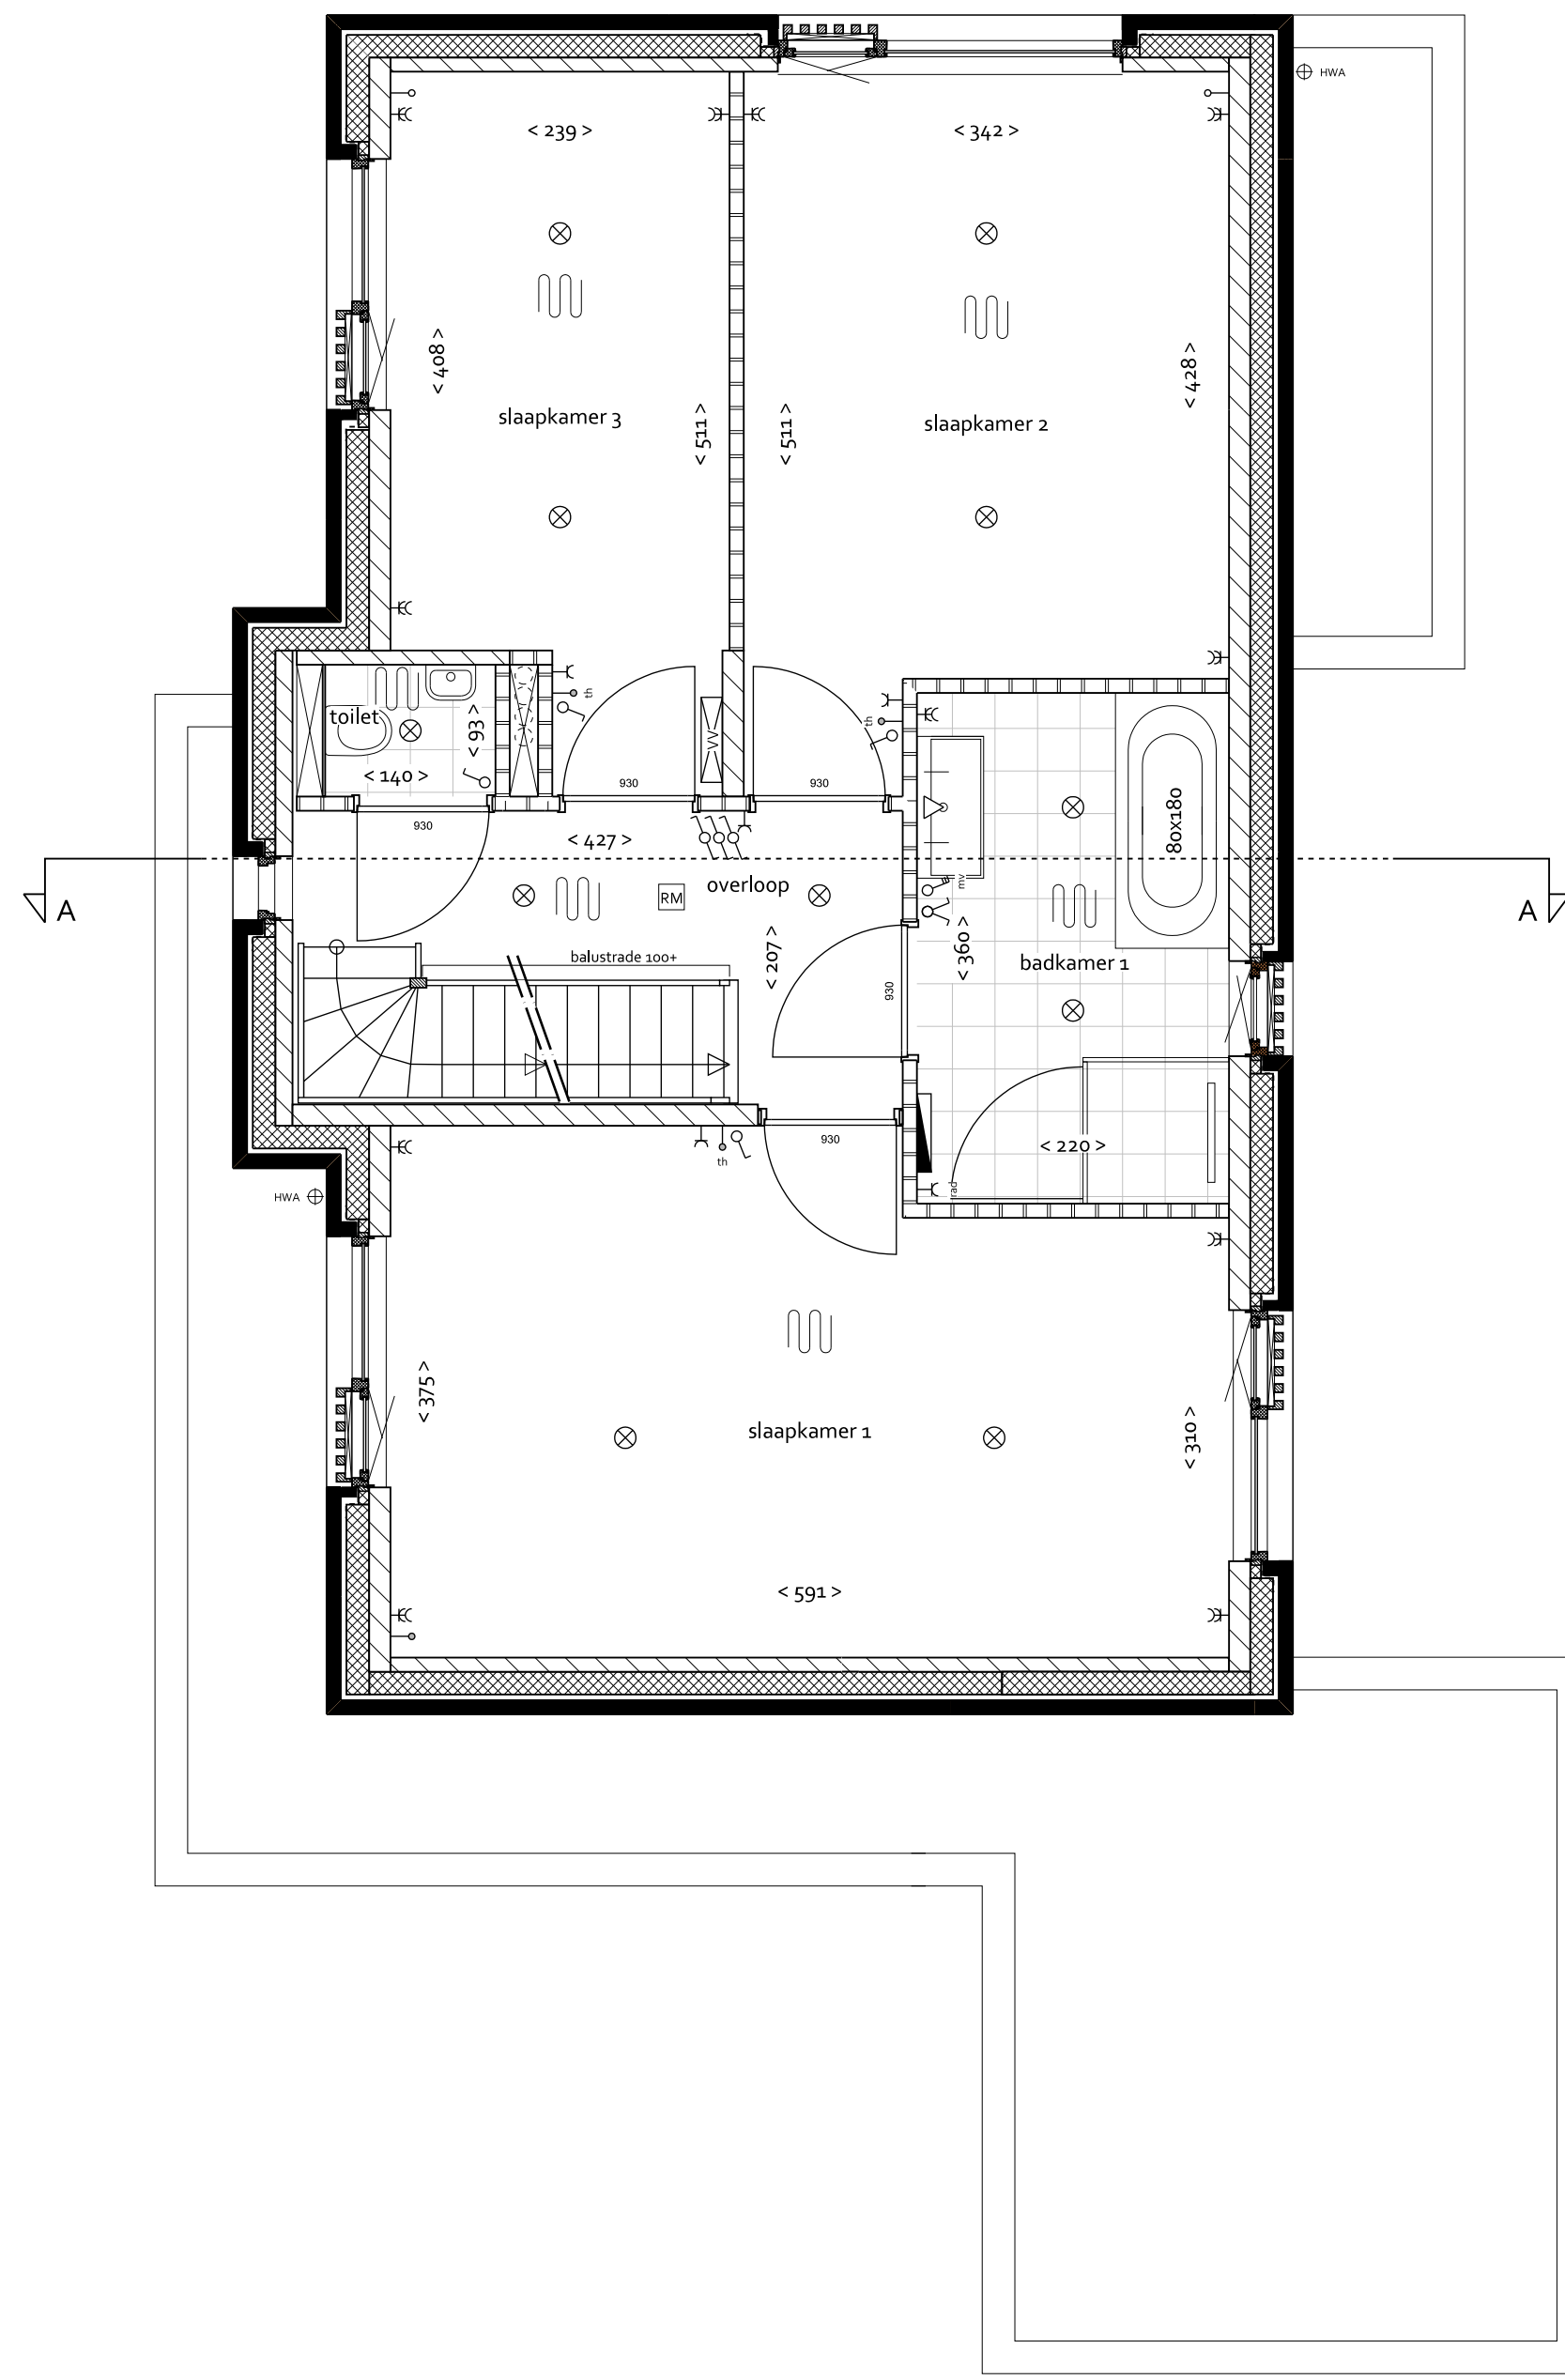 HWA
< 239 >
< 342 >
< 408 >
< 428 >
slaapkamer 3
slaapkamer 2
< 511 >
< 511 >
th
toilet
< 93 >
th
VV
< 140 >
930
930
80x180
930
< 427 >
overloop
mv
RM
A
A
balustrade 100+
< 207 >
< 360 >
badkamer 1
930
930
< 220 >
th
rad
HWA
< 375 >
slaapkamer 1
< 310 >
< 591 >